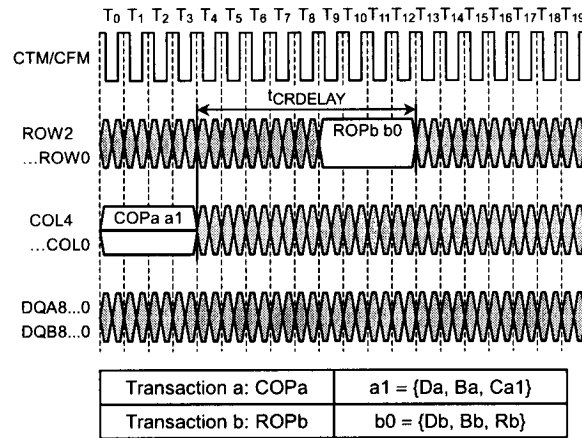 T0 T1 T2 T3 T4 T5 T6 T7 T8 T9 T10 T11 T12 T13 T14 T15 T16 T17 T18 T19
CTM/CFM
tCRDELAY
ROW2
...ROW0
ROPb b0
COL4
...COL0
COPa a1
DQA8...0
DQB8...0
Transaction a: COPa a1 = {Da, Ba, Ca1}
Transaction b: ROPb b0 = {Db, Bb, Rb}